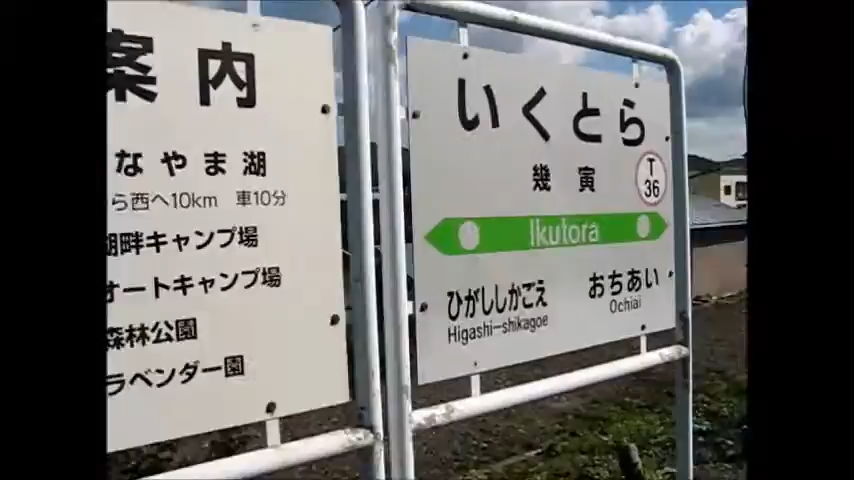 案内
なやま湖
ら西へ10km 車10分
湖畔キャンプ場
オートキャンプ場
森林公園
ラベンダー園
いくとら
幾寅
T
36
Ikutora
ひがししかごえ
Higashi-shikagoe
おちあい
Ochiai